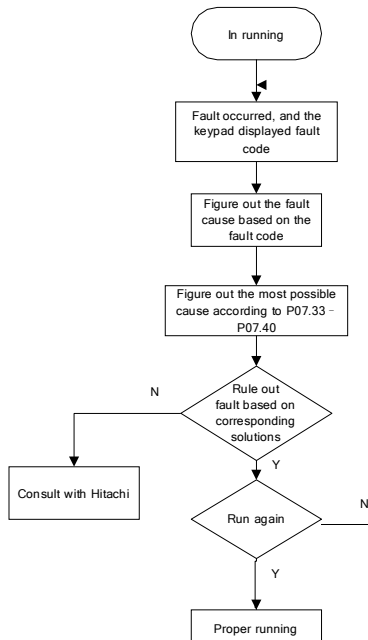 In running
Fault occurred, and the
keypad displayed fault
code
Figure out the fault
cause based on the
fault code
Figure out the most possible
cause according to P07.33–
P07.40
N
Rule out
fault based on
corresponding
solutions
Y
Consult with Hitachi
N
Run again
Y
Proper running